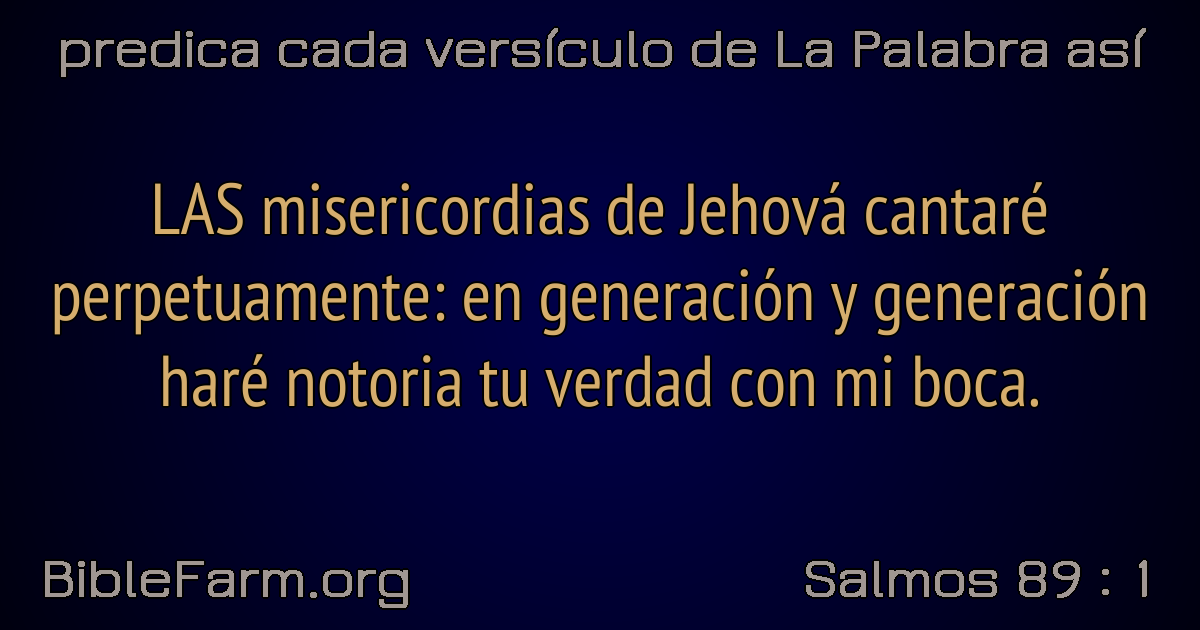 predica cada versículo de La Palabra así
LAS misericordias de Jehová cantaré
perpetuamente: en generación y generación
haré notoria tu verdad con mi boca.
BibleFarm.org
Salmos 89 : 1